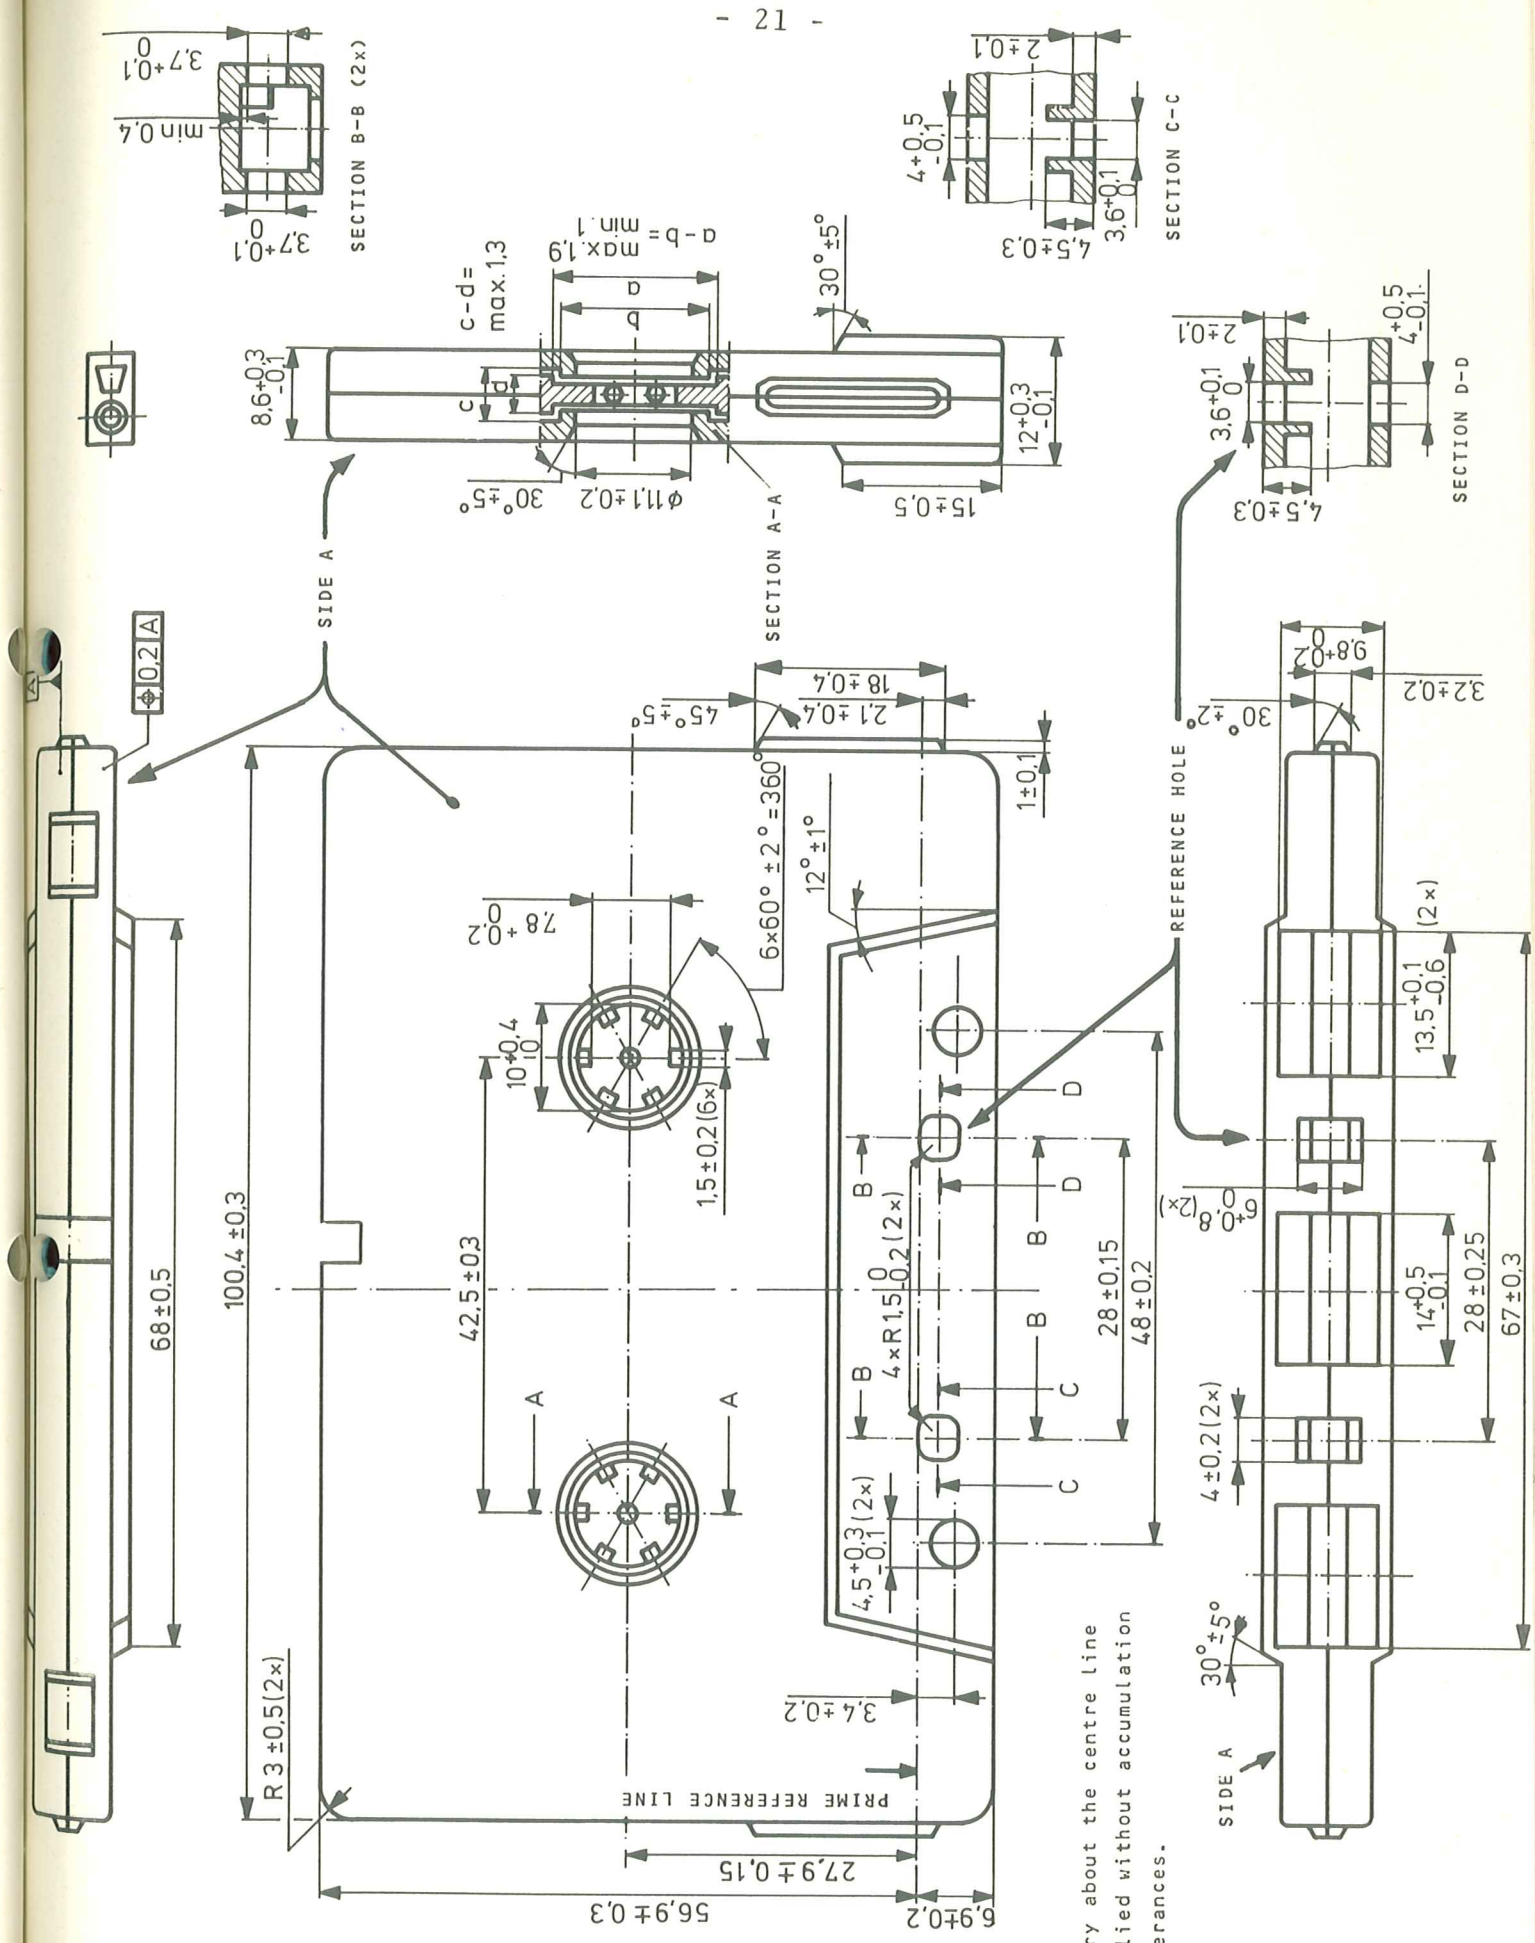 - 21 -
3,7+0,1
0
min 0,4
3,7+0,1
0
SECTION B-B (2x)
2±0,1
4+0,5
-0,1
3,6+0,1
0
4,5±0,3
SECTION C-C
c-d=
max.1,3
a-b=
max.1,9
min.1
a
b
c
d
8,6+0,3
-0,1
30°±5°
30°±5°
ø11,1±0,2
12+0,3
-0,1
15±0,5
SECTION A-A
2±0,1
3,6+0,1
0
4+0,5
-0,1
4,5±0,3
SECTION D-D
SIDE A
A
0,2
A
68±0,5
100,4±0,3
R3±0,5(2x)
42,5±0,3
10+0,4
0
7,8+0,2
0
1,5±0,2(6x)
6x60°±2°=360°
45°±5°
18±0,4
2,1±0,4
1±0,1
12°±1°
A
A
B
B
B
B
C
C
D
D
4xR1,5 0
-0,2(2x)
28±0,15
48±0,2
4,5+0,3
-0,1(2x)
3,4±0,2
PRIME REFERENCE LINE
27,9±0,15
56,9±0,3
6,9±0,2
REFERENCE HOLE
9,8+0,2
0
3,2±0,2
30°±2°
13,5+0,1
-0,6
(2x)
6+0,8
0
(2x)
14+0,5
-0,1
28±0,25
67±0,3
4±0,2(2x)
30°±5°
SIDE A
ry about the centre line
lied without accumulation
erances.